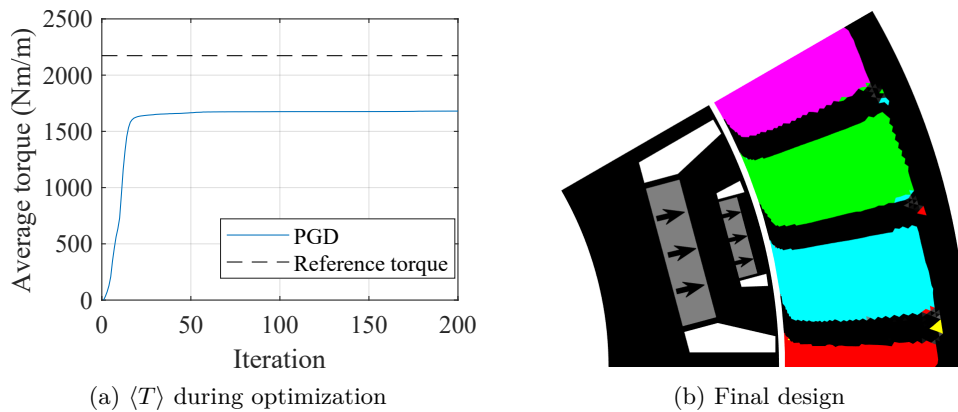 2500
2000
1500
1000
500
0
Average torque (Nm/m)
PGD
Reference torque
0
50
100
150
200
Iteration
(a) ⟨T⟩ during optimization
(b) Final design